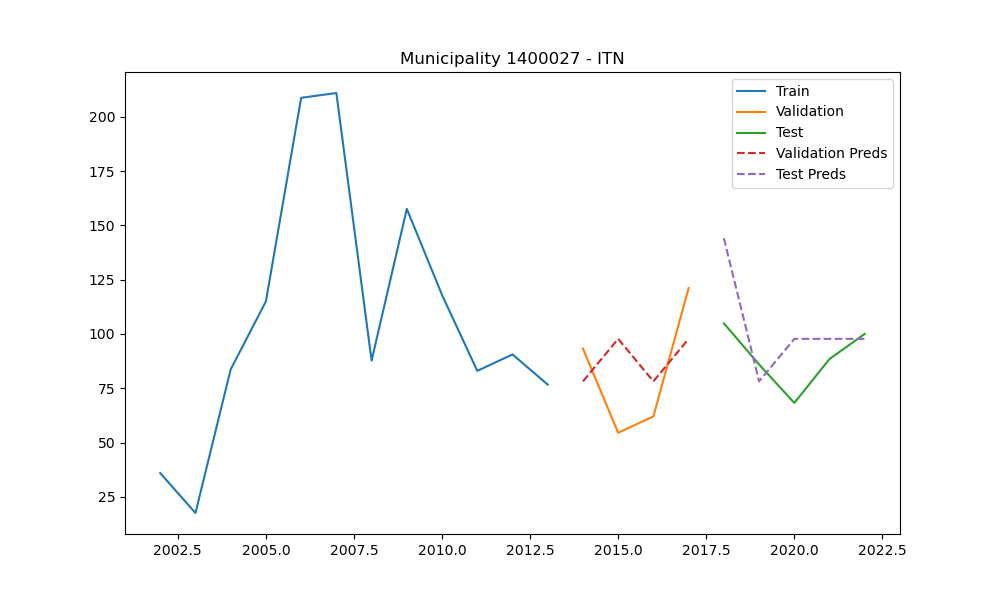 Municipality 1400027 - ITN
Train
Validation
Test
Validation Preds
Test Preds
200
175
150
125
100
75
50
25
2002.5 2005.0 2007.5 2010.0 2012.5 2015.0 2017.5 2020.0 2022.5